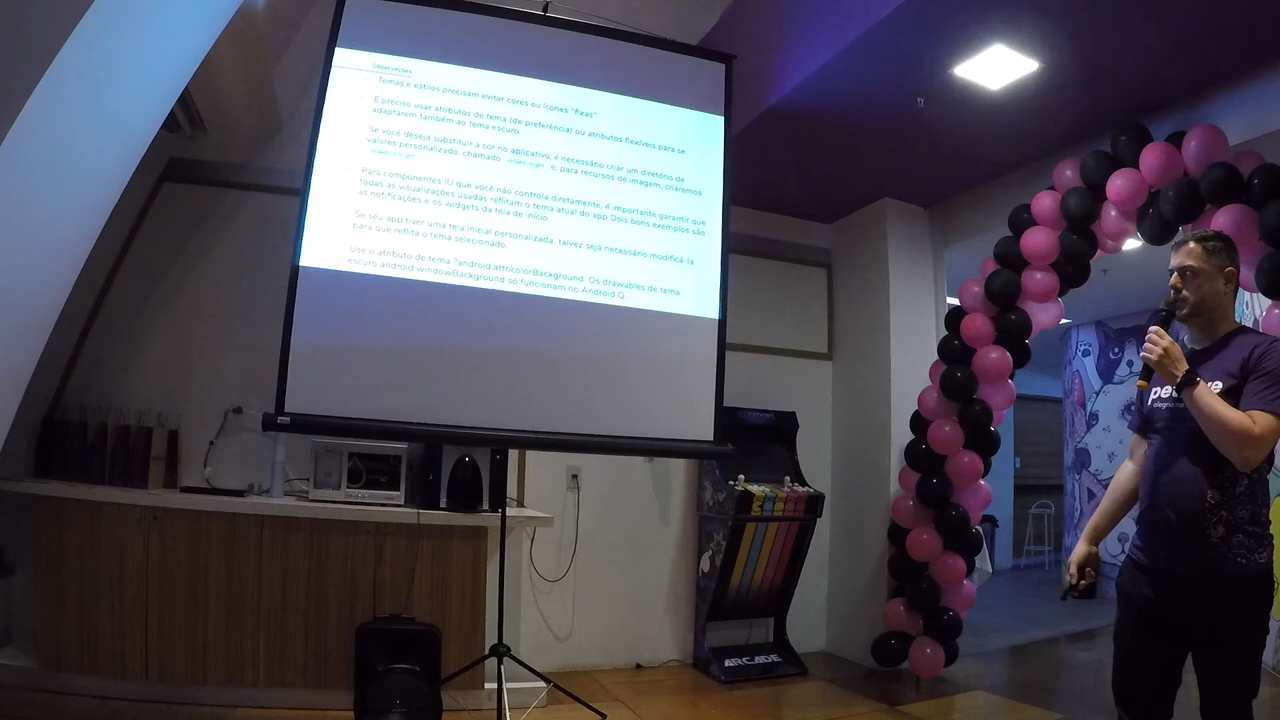 Observações
Temas e estilos precisam evitar cores ou ícones "fixas"
É preciso usar atributos de tema (de preferência) ou atributos flexíveis para se
adaptarem também ao tema escuro
Se você deseja substituir a cor no aplicativo, é necessário criar um diretório de
valores personalizado, chamado values-night e, para recursos de imagem, criaremos
drawable-night
Para componentes IU que você não controla diretamente, é importante garantir que
todas as visualizações usadas reflitam o tema atual do app Dois bons exemplos são
as notificações e os widgets da tela de início.
Se seu app tiver uma tela inicial personalizada, talvez seja necessário modificá-la
para que reflita o tema selecionado.
Use o atributo de tema ?android:attr/colorBackground. Os drawables de tema
escuro android:windowBackground só funcionam no Android Q.
alegria
ARCADE